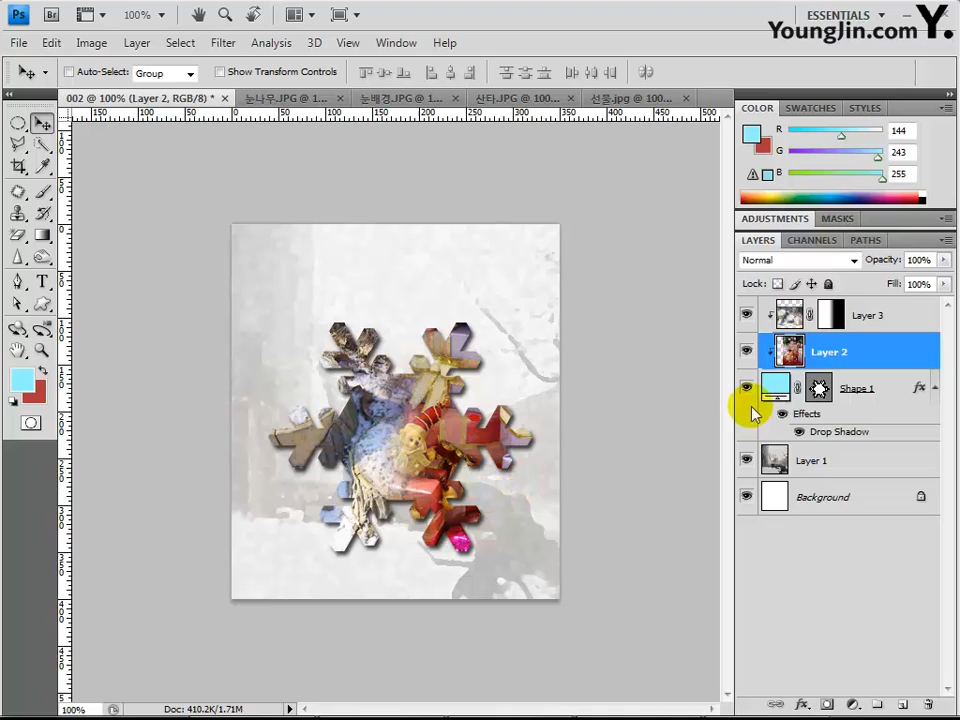 Ps Br 100% ESSENTIALS
YoungJin.com Y.
File Edit Image Layer Select Filter Analysis 3D View Window Help
Auto-Select: Group Show Transform Controls
002 @ 100% (Layer 2, RGB/8) * 눈나무.JPG @ 1... 눈배경.JPG @ 1... 산타.JPG @ 100... 선물.jpg @ 100...
150 100 50 0 50 100 150 200 250 300 350 400 450 500
COLOR SWATCHES STYLES
R 144
G 243
B 255
ADJUSTMENTS MASKS
LAYERS CHANNELS PATHS
Normal Opacity: 100%
Lock: Fill: 100%
Layer 3
Layer 2
Shape 1 fx
Effects
Drop Shadow
Layer 1
Background
100% Doc: 410.2K/1.71M